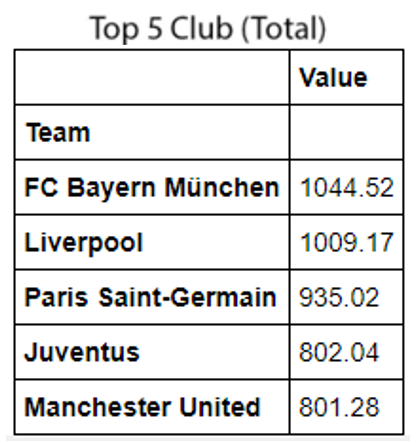 Top 5 Club (Total)
Value
Team
FC Bayern München 1044.52
Liverpool 1009.17
Paris Saint-Germain 935.02
Juventus 802.04
Manchester United 801.28